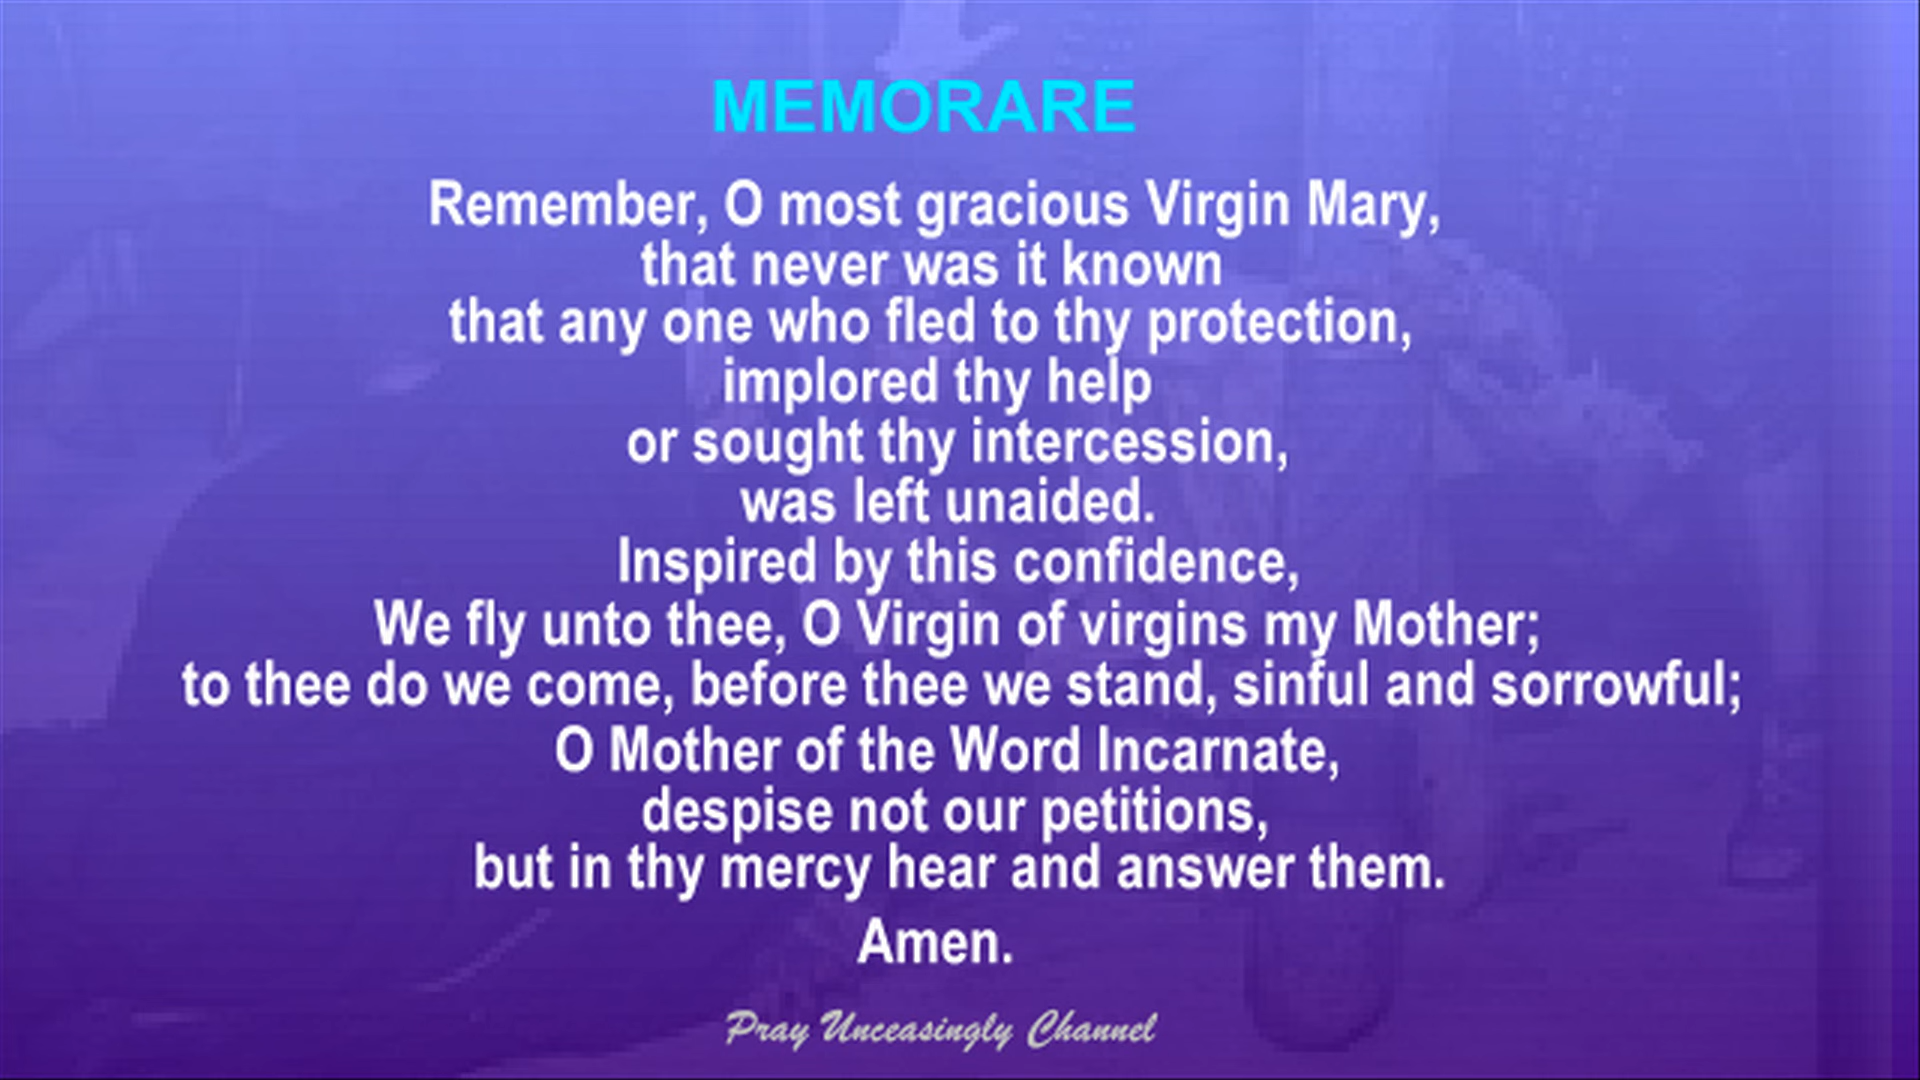 MEMORARE
Remember, O most gracious Virgin Mary,
that never was it known
that any one who fled to thy protection,
implored thy help
or sought thy intercession,
was left unaided.
Inspired by this confidence,
We fly unto thee, O Virgin of virgins my Mother;
to thee do we come, before thee we stand, sinful and sorrowful;
O Mother of the Word Incarnate,
despise not our petitions,
but in thy mercy hear and answer them.
Amen.
Pray Unceasingly Channel